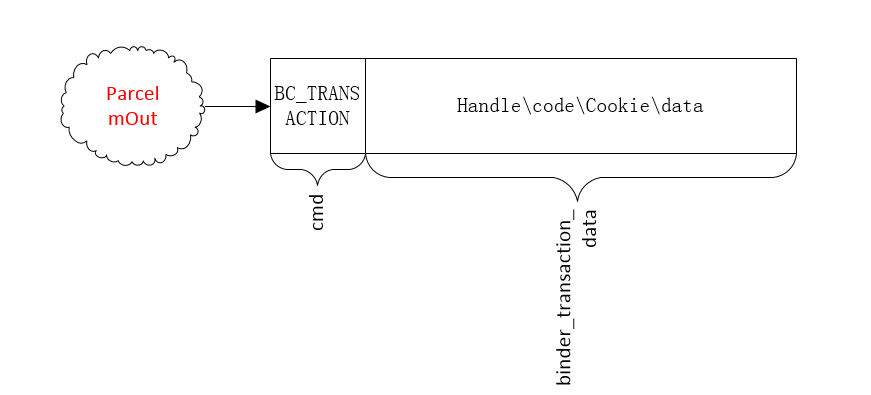 Parcel
mOut
BC_TRANS
ACTION
Handle\code\Cookie\data
cmd
binder_transaction_
data